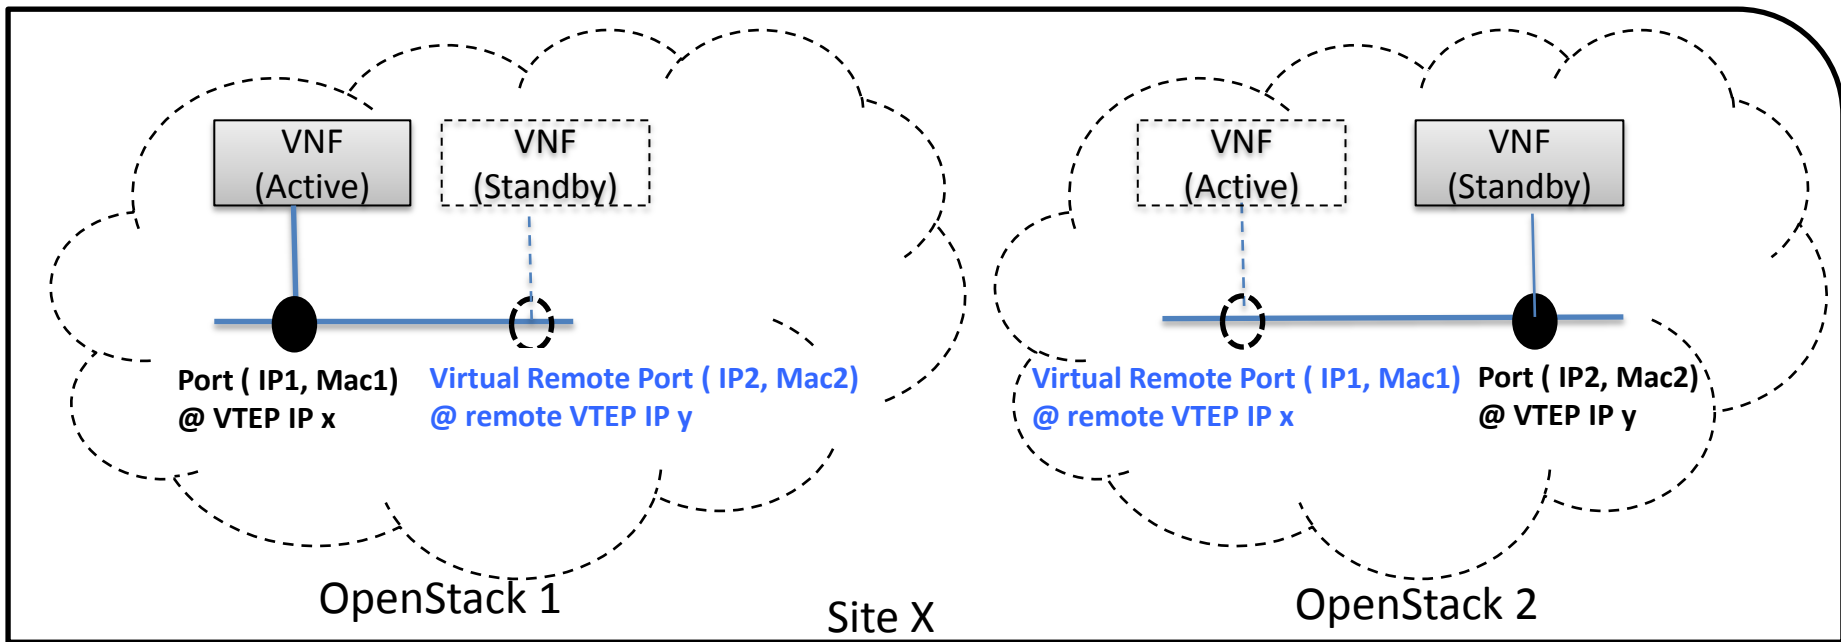 VNF
(Active)
VNF
(Standby)
Port ( IP1, Mac1)
@ VTEP IP x
Virtual Remote Port ( IP2, Mac2)
@ remote VTEP IP y
OpenStack 1
VNF
(Active)
VNF
(Standby)
Virtual Remote Port ( IP1, Mac1)
@ remote VTEP IP x
Port ( IP2, Mac2)
@ VTEP IP y
OpenStack 2
Site X